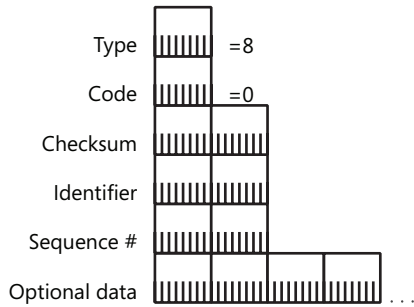 Type =8
Code =0
Checksum
Identifier
Sequence #
Optional data ...